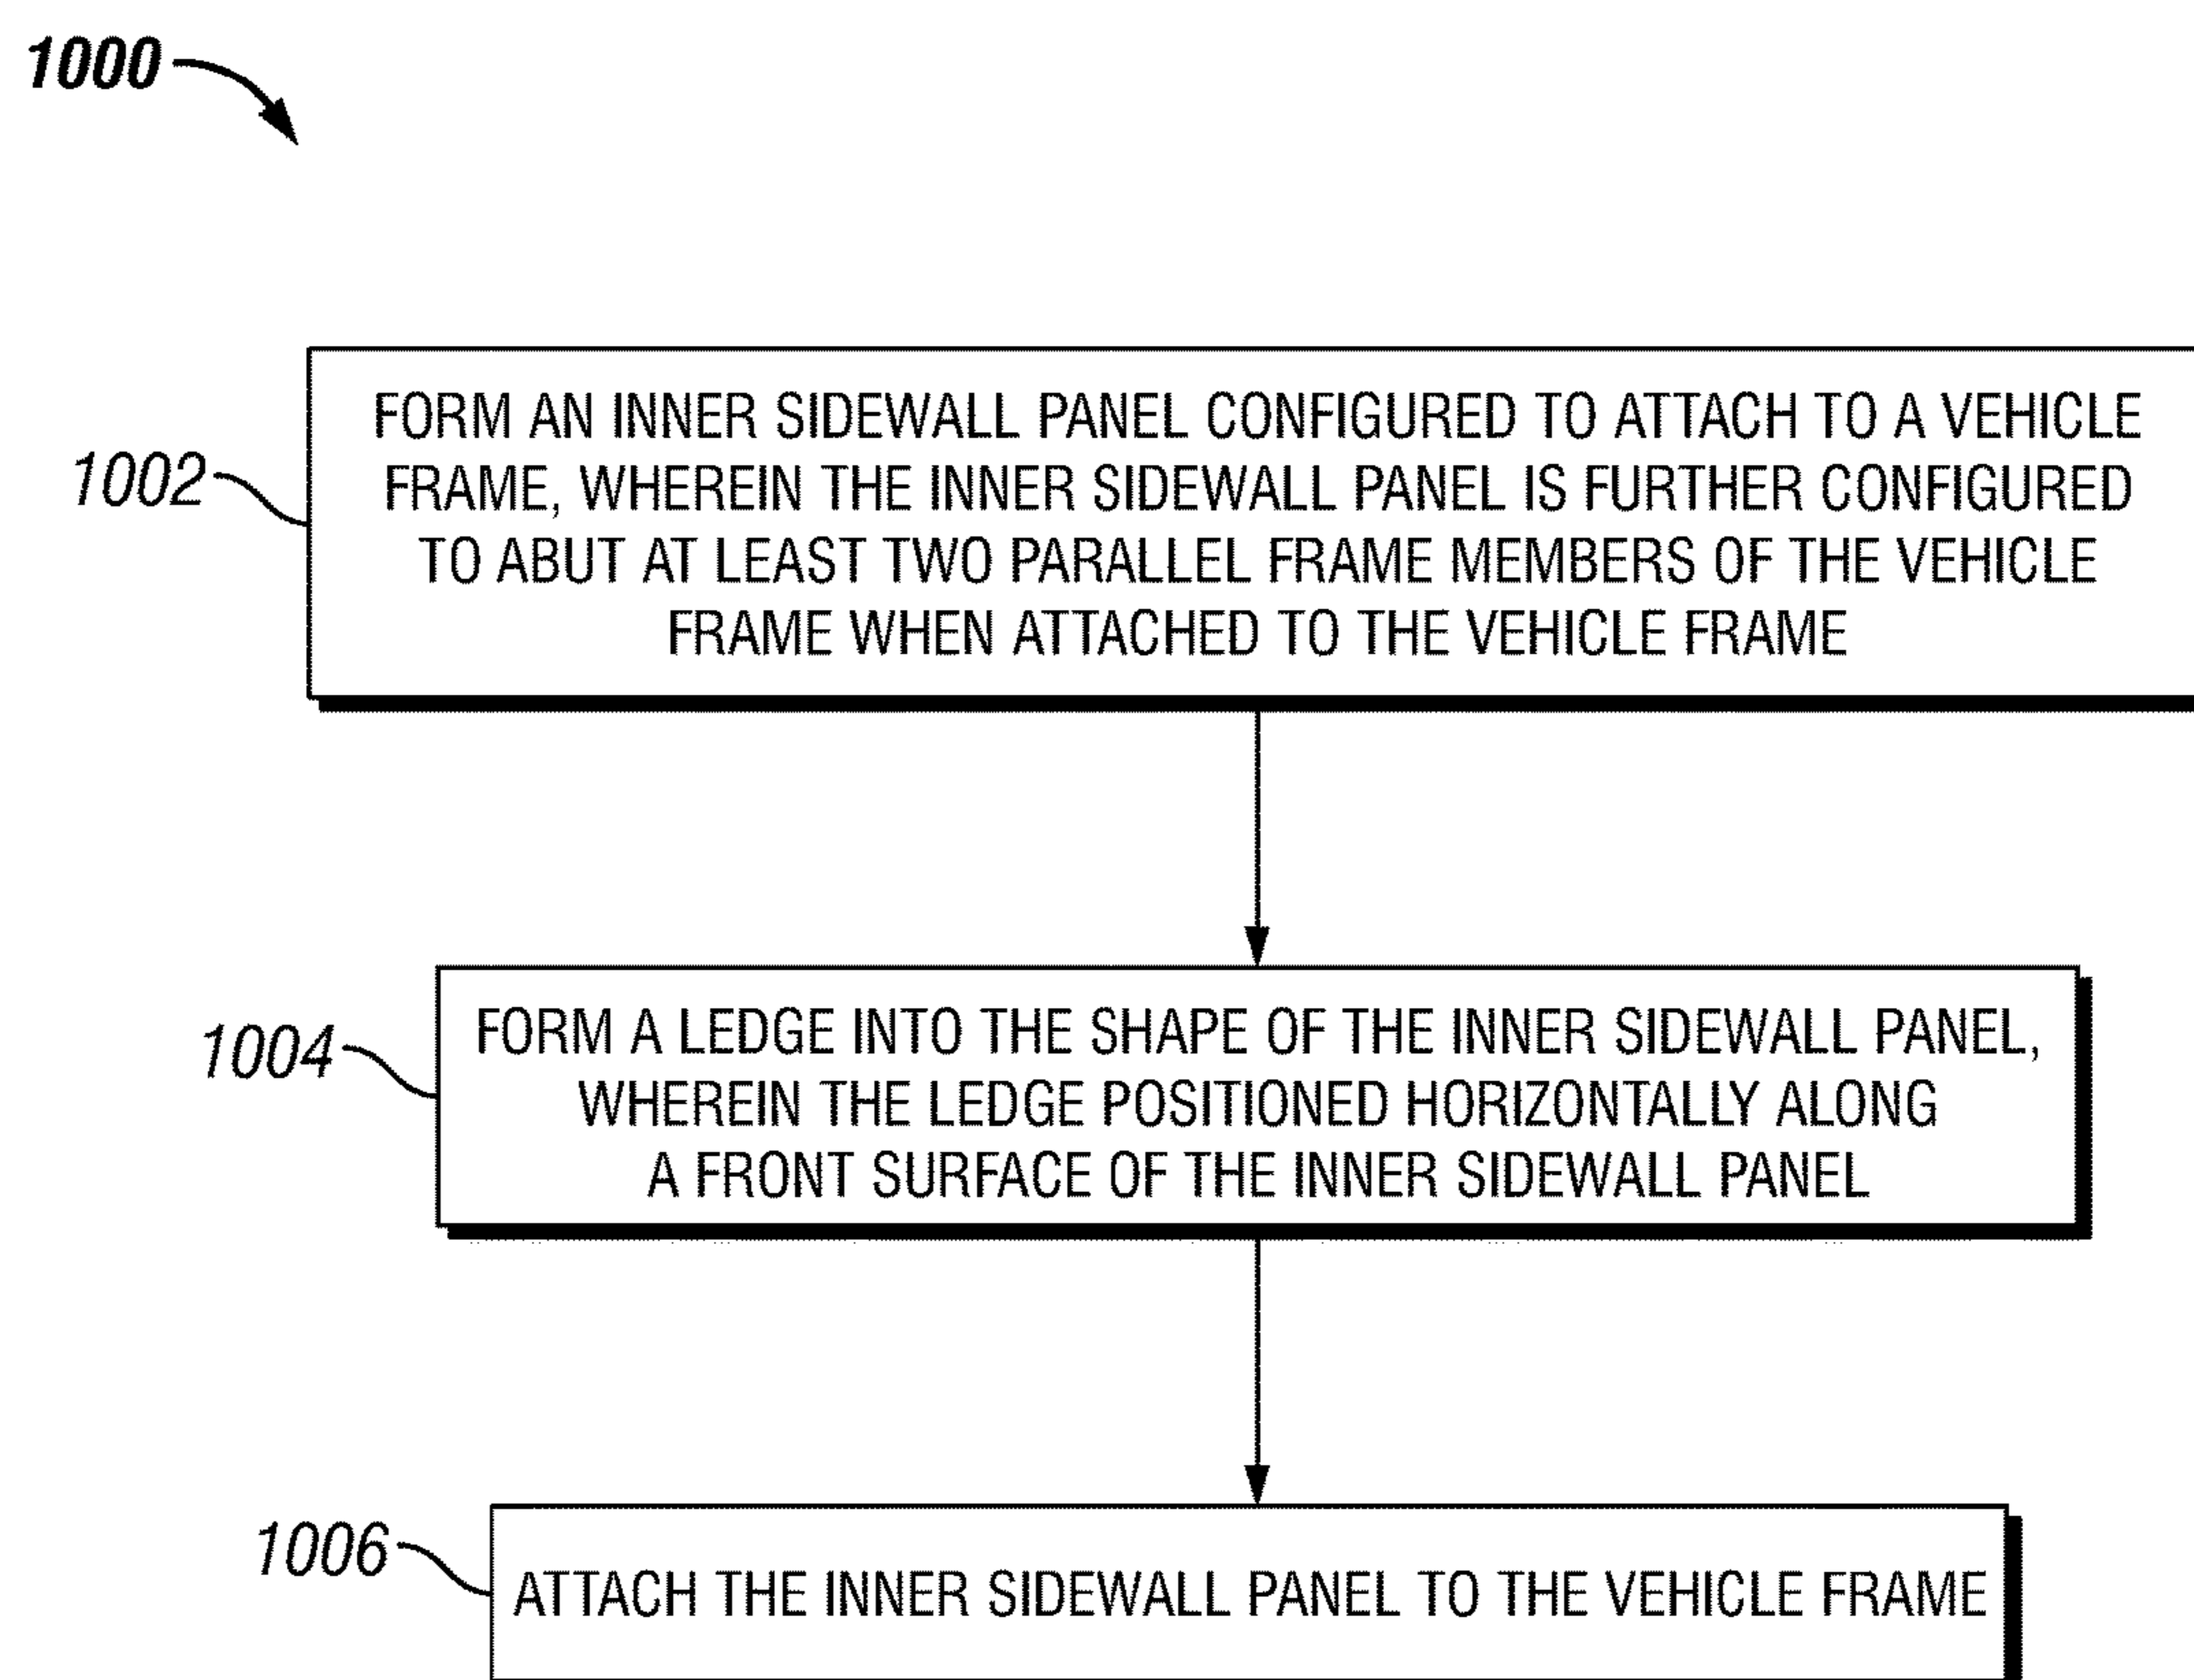 1000
1002
FORM AN INNER SIDEWALL PANEL CONFIGURED TO ATTACH TO A VEHICLE
FRAME, WHEREIN THE INNER SIDEWALL PANEL IS FURTHER CONFIGURED
TO ABUT AT LEAST TWO PARALLEL FRAME MEMBERS OF THE VEHICLE
FRAME WHEN ATTACHED TO THE VEHICLE FRAME
1004
FORM A LEDGE INTO THE SHAPE OF THE INNER SIDEWALL PANEL,
WHEREIN THE LEDGE POSITIONED HORIZONTALLY ALONG
A FRONT SURFACE OF THE INNER SIDEWALL PANEL
1006
ATTACH THE INNER SIDEWALL PANEL TO THE VEHICLE FRAME